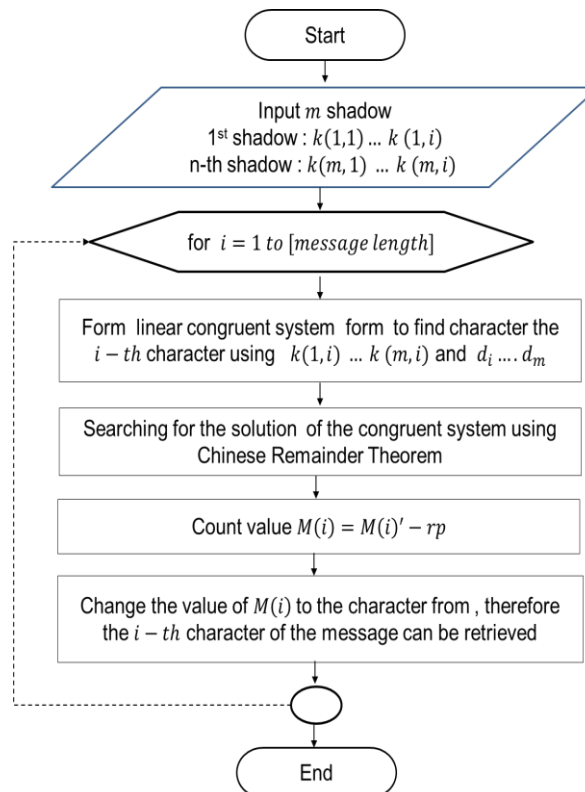 Start
Input m shadow
1st shadow : k(1,1) ... k (1, i)
n-th shadow : k(m, 1) ... k (m, i)
for i = 1 to [message length]
Form linear congruent system form to find character the
i − th character using k(1, i) ... k (m, i) and d_i .... d_m
Searching for the solution of the congruent system using
Chinese Remainder Theorem
Count value M(i) = M(i)′ − rp
Change the value of M(i) to the character from , therefore
the i − th character of the message can be retrieved
End